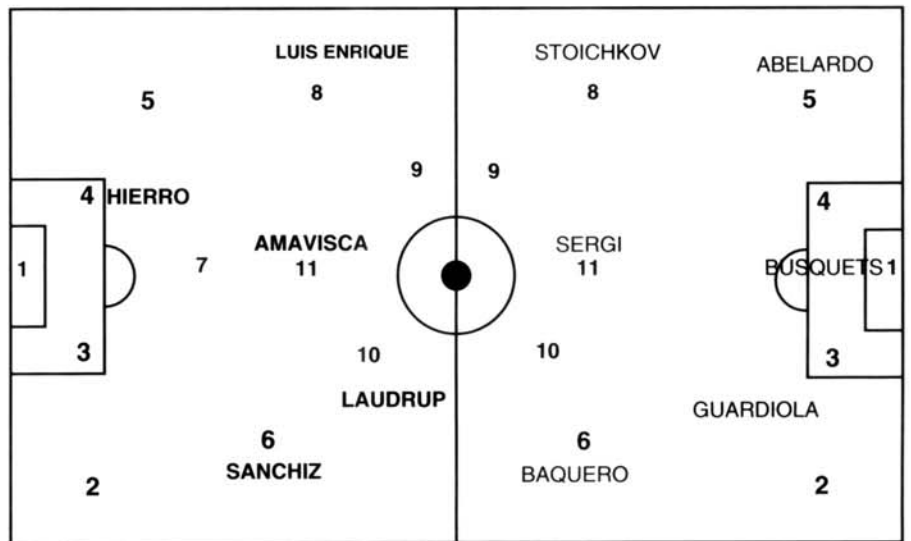 LUIS ENRIQUE
8
STOICHKOV
8
ABELARDO
5
5
9
9
4 HIERRO
4
AMAVISCA
11
7
SERGI
11
1
BUSQUETS 1
3
10
10
3
LAUDRUP
GUARDIOLA
6
SANCHIZ
6
BAQUERO
2
2